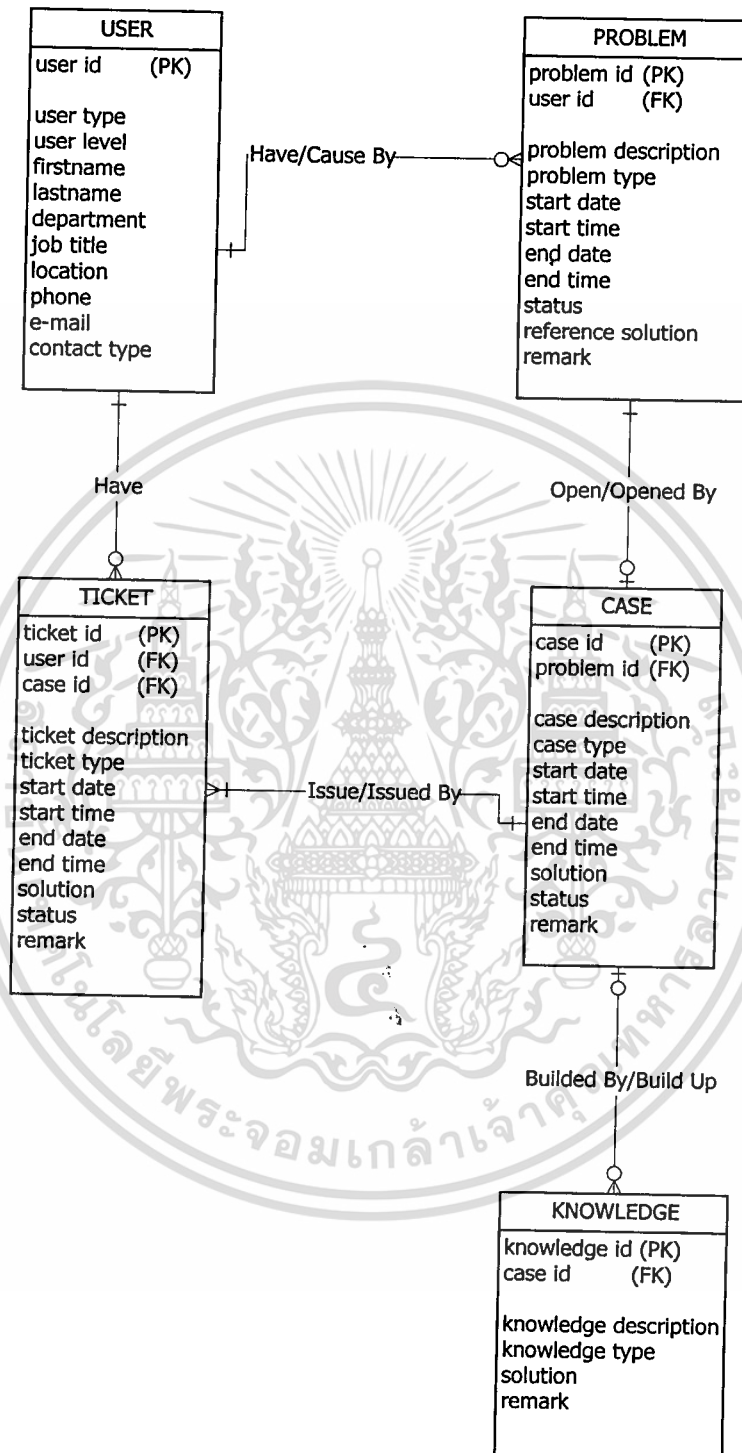 USER
user id (PK)
user type
user level
firstname
lastname
department
job title
location
phone
e-mail
contact type
Have/Cause By
PROBLEM
problem id (PK)
user id (FK)
problem description
problem type
start date
start time
end date
end time
status
reference solution
remark
Have
Open/Opened By
TICKET
ticket id (PK)
user id (FK)
case id (FK)
ticket description
ticket type
start date
start time
end date
end time
solution
status
remark
Issue/Issued By
CASE
case id (PK)
problem id (FK)
case description
case type
start date
start time
end date
end time
solution
status
remark
Builded By/Build Up
KNOWLEDGE
knowledge id (PK)
case id (FK)
knowledge description
knowledge type
solution
remark